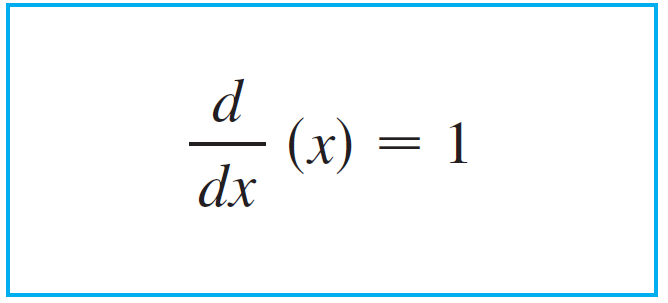 d/dx (x) = 1